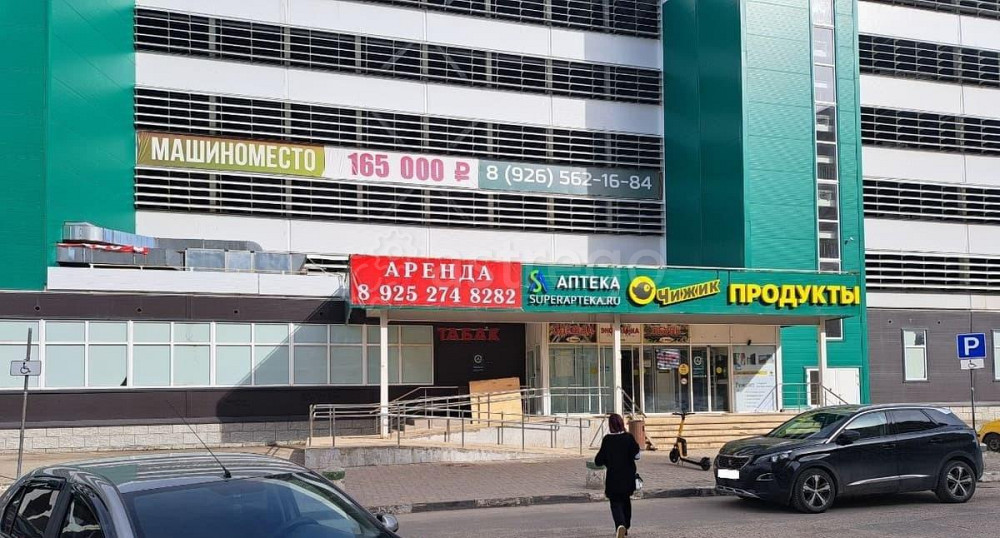 МАШИНОМЕСТО 165 000 ₽ 8 (926) 562-16-84
АРЕНДА
8 925 274 8282
АПТЕКА
SUPERAPTEKA.RU
ЧИЖИК
ПРОДУКТЫ
ТАБАК
P